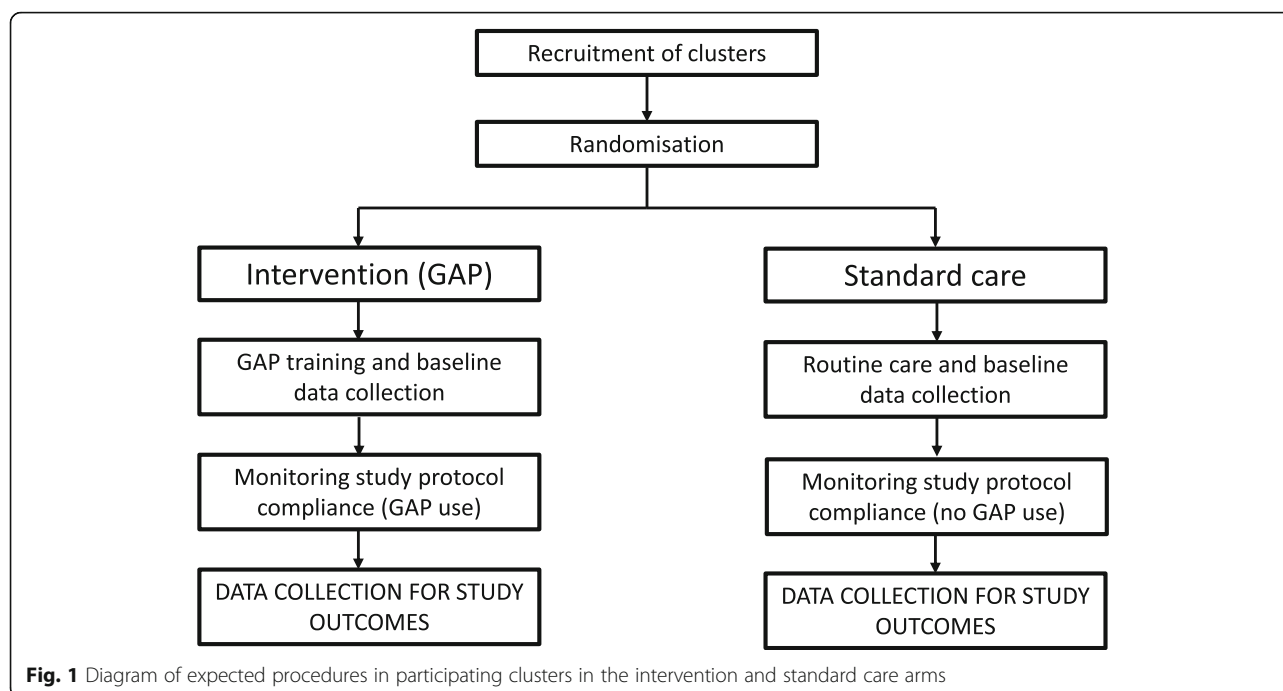 Recruitment of clusters
Randomisation
Intervention (GAP)
Standard care
GAP training and baseline
data collection
Routine care and baseline
data collection
Monitoring study protocol
compliance (GAP use)
Monitoring study protocol
compliance (no GAP use)
DATA COLLECTION FOR STUDY
OUTCOMES
DATA COLLECTION FOR STUDY
OUTCOMES
Fig. 1 Diagram of expected procedures in participating clusters in the intervention and standard care arms